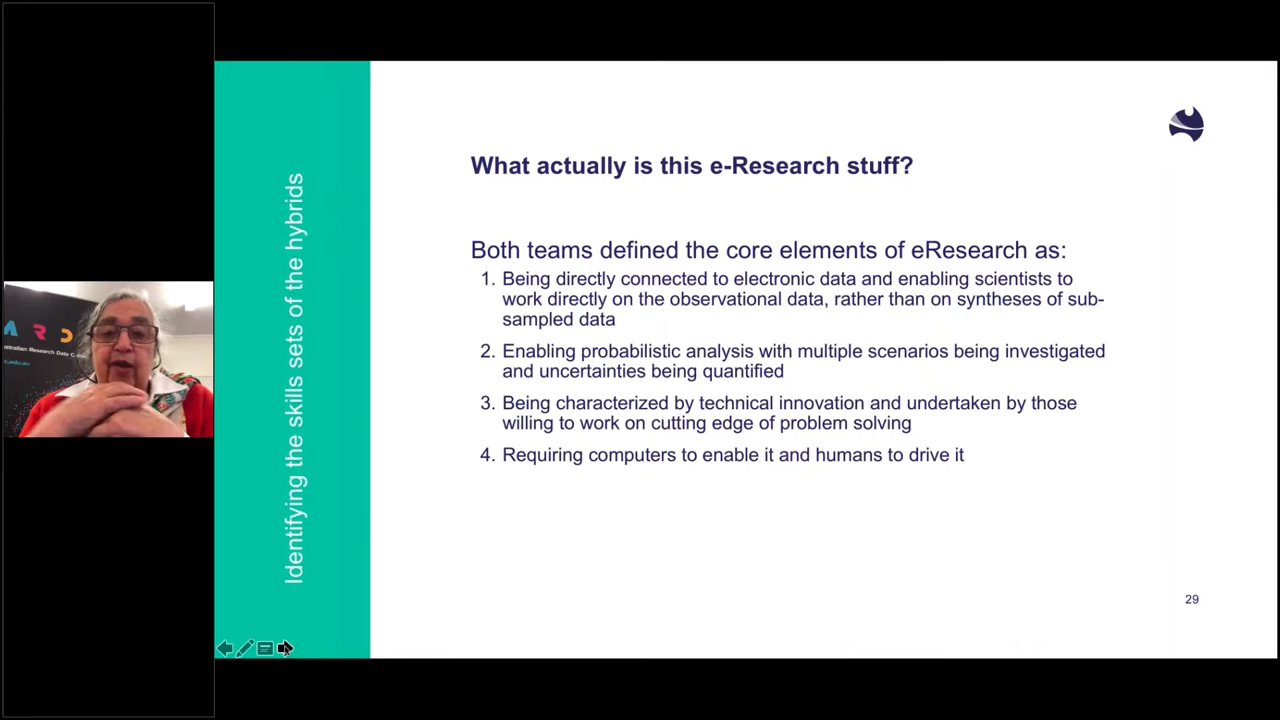 Identifying the skills sets of the hybrids
What actually is this e-Research stuff?
Both teams defined the core elements of eResearch as:
1. Being directly connected to electronic data and enabling scientists to
work directly on the observational data, rather than on syntheses of sub-
sampled data
2. Enabling probabilistic analysis with multiple scenarios being investigated
and uncertainties being quantified
3. Being characterized by technical innovation and undertaken by those
willing to work on cutting edge of problem solving
4. Requiring computers to enable it and humans to drive it
29
R D
Research Data